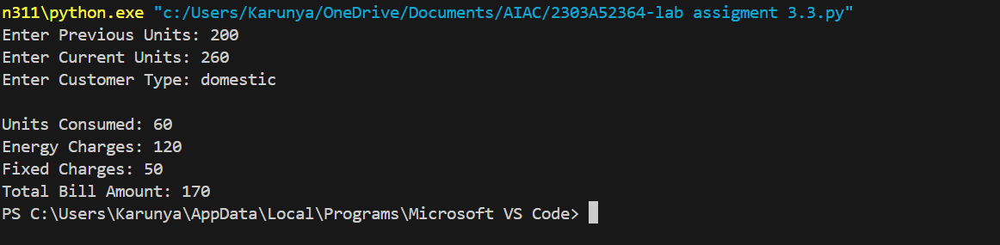 n311\python.exe "c:/Users/Karunya/OneDrive/Documents/AIAC/2303A52364-lab assigment 3.3.py"
Enter Previous Units: 200
Enter Current Units: 260
Enter Customer Type: domestic
Units Consumed: 60
Energy Charges: 120
Fixed Charges: 50
Total Bill Amount: 170
PS C:\Users\Karunya\AppData\Local\Programs\Microsoft VS Code>